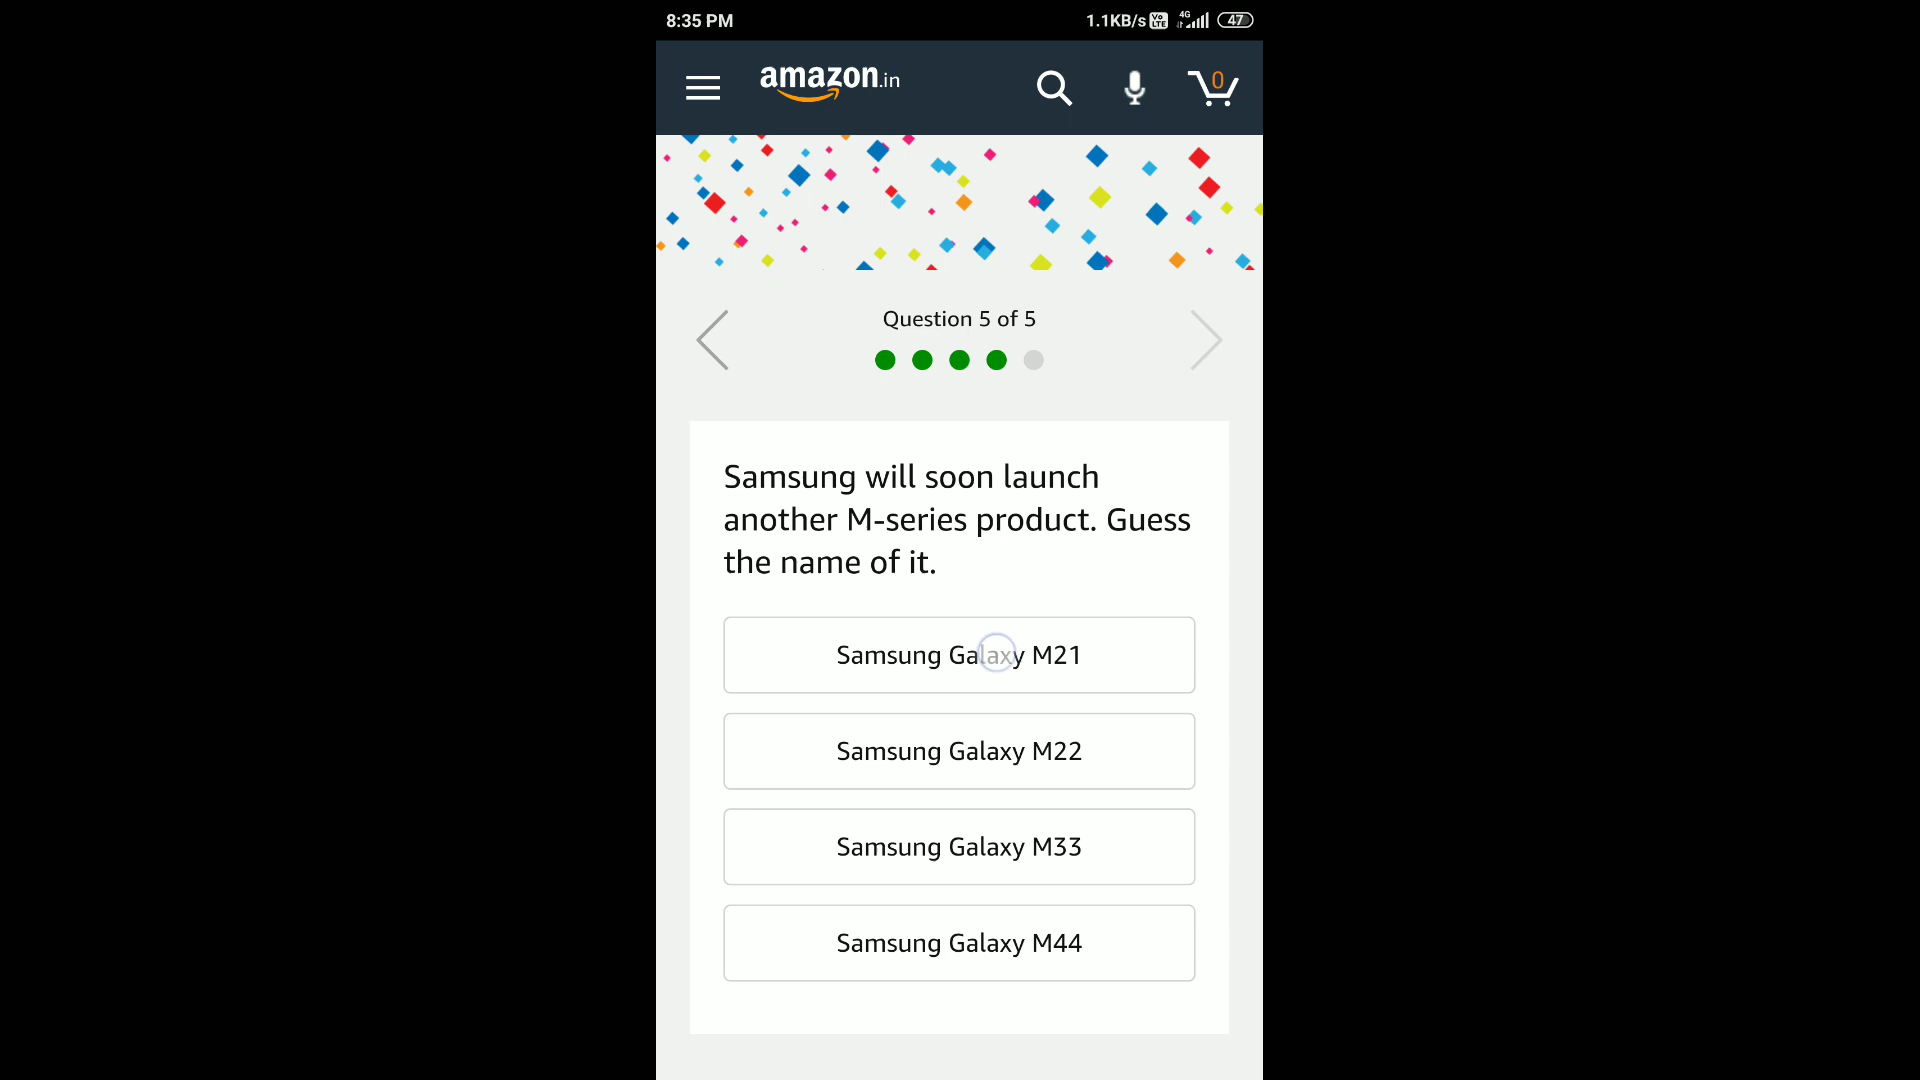 8:35 PM 1.1KB/s Vo LTE 4G 47
amazon.in 0
Question 5 of 5
Samsung will soon launch
another M-series product. Guess
the name of it.
Samsung Galaxy M21
Samsung Galaxy M22
Samsung Galaxy M33
Samsung Galaxy M44